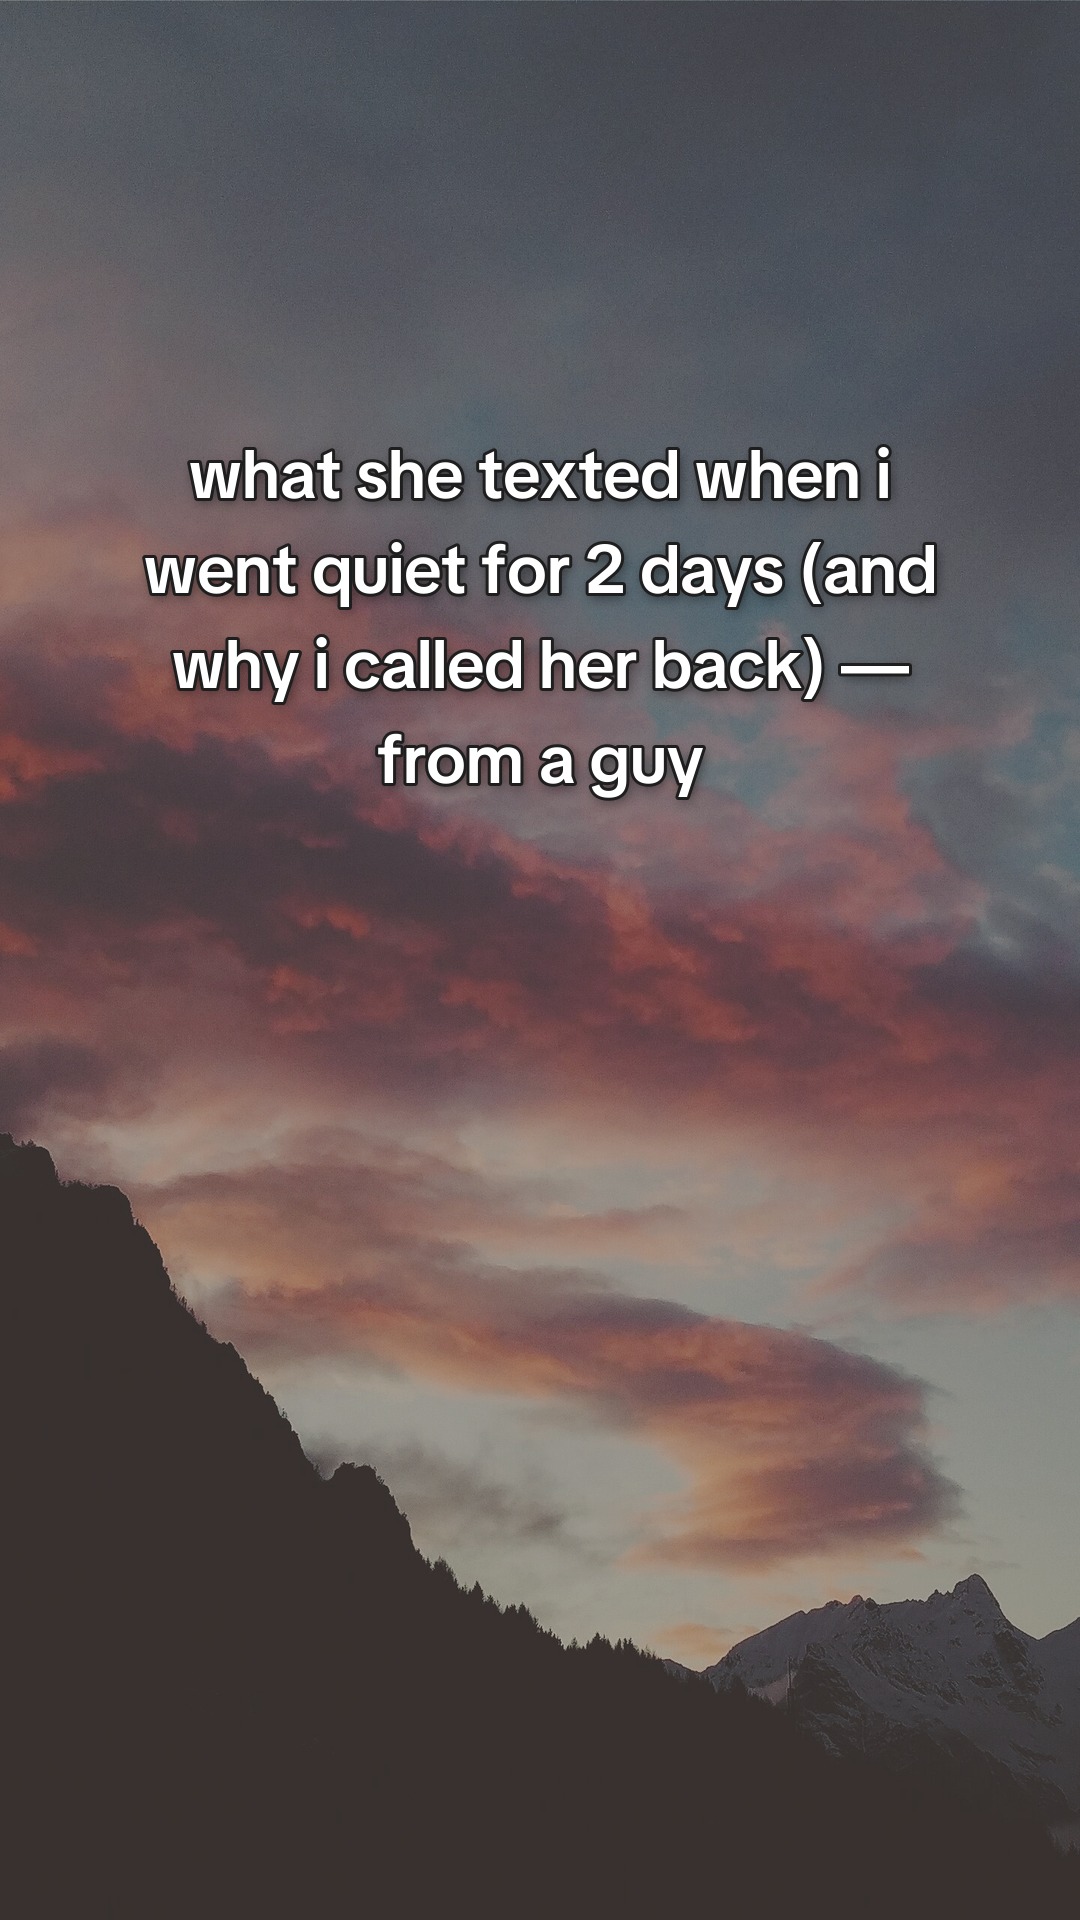 what she texted when i
went quiet for 2 days (and
why i called her back) —
from a guy